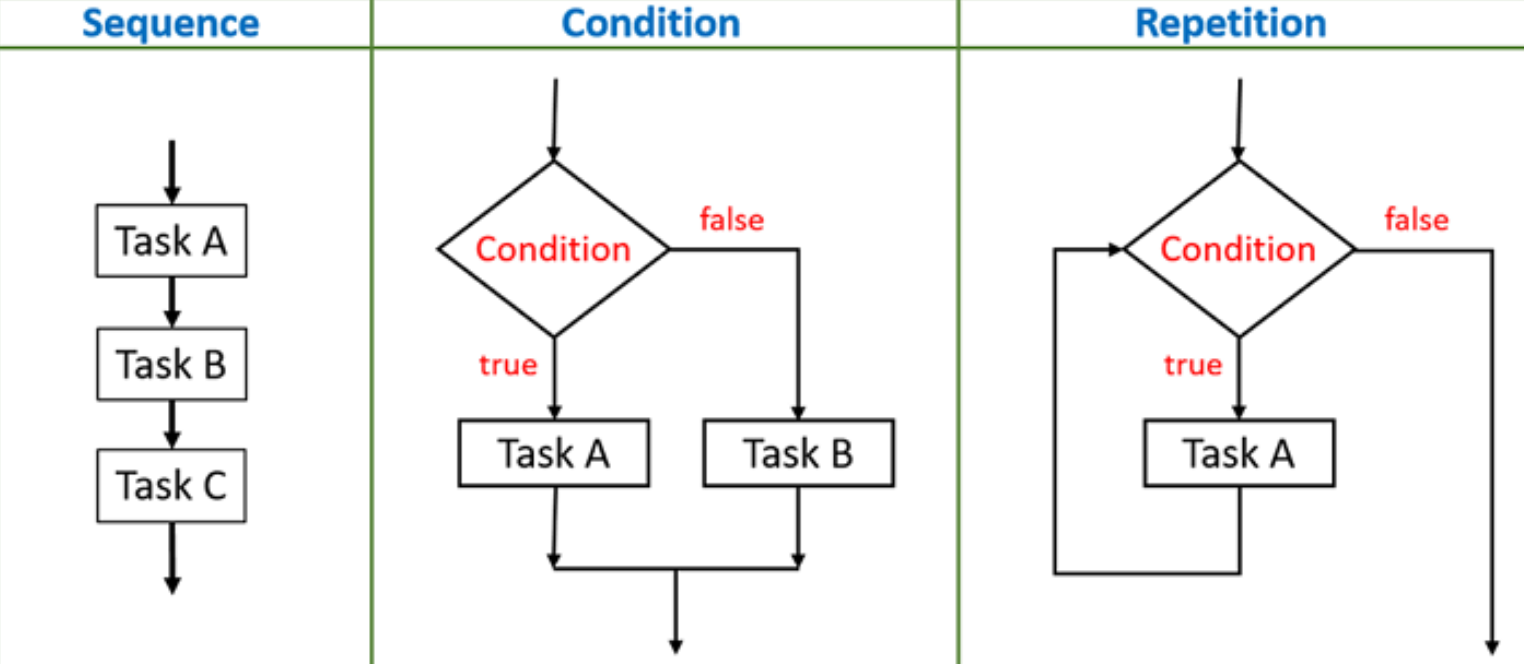 Sequence
Task A
Task B
Task C
Condition
Condition
false
true
Task A
Task B
Repetition
Condition
false
true
Task A